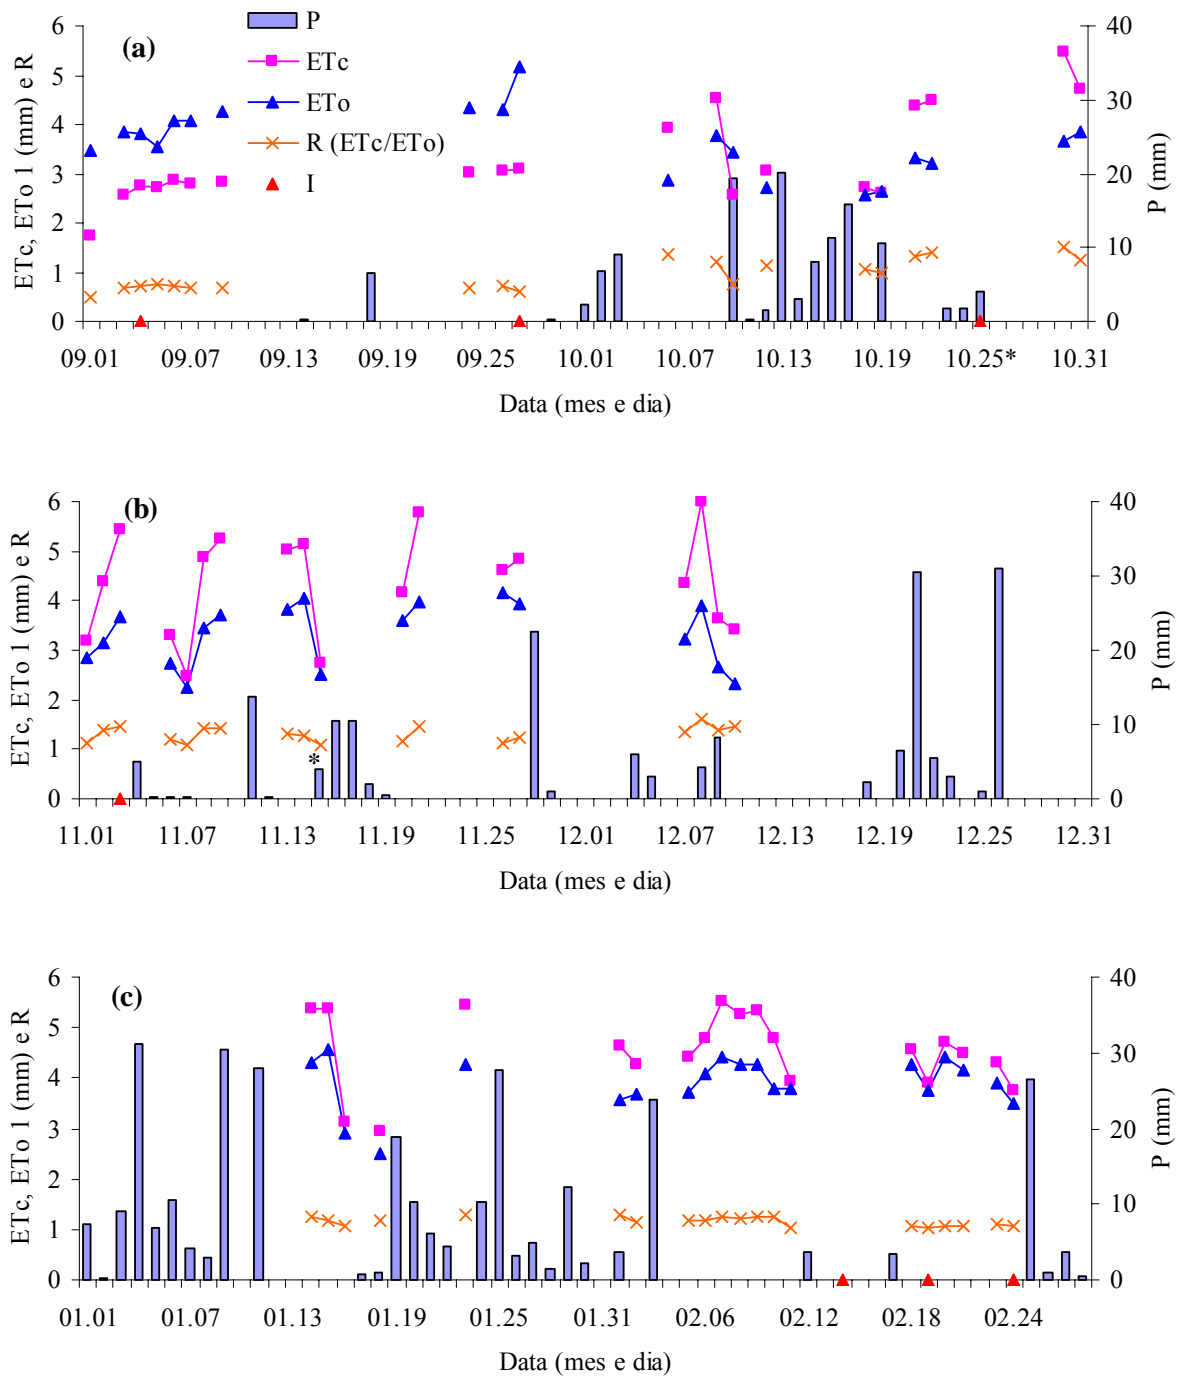 (a)
P
ETc
ETo
R (ETc/ETo)
I
ETc, ETo 1 (mm) e R
6
5
4
3
2
1
0
P (mm)
40
30
20
10
0
09.01 09.07 09.13 09.19 09.25 10.01 10.07 10.13 10.19 10.25* 10.31
Data (mes e dia)
(b)
ETc, ETo 1 (mm) e R
6
5
4
3
2
1
0
*
P (mm)
40
30
20
10
0
11.01 11.07 11.13 11.19 11.25 12.01 12.07 12.13 12.19 12.25 12.31
Data (mes e dia)
(c)
ETc, ETo 1 (mm) e R
6
5
4
3
2
1
0
P (mm)
40
30
20
10
0
01.01 01.07 01.13 01.19 01.25 01.31 02.06 02.12 02.18 02.24
Data (mes e dia)